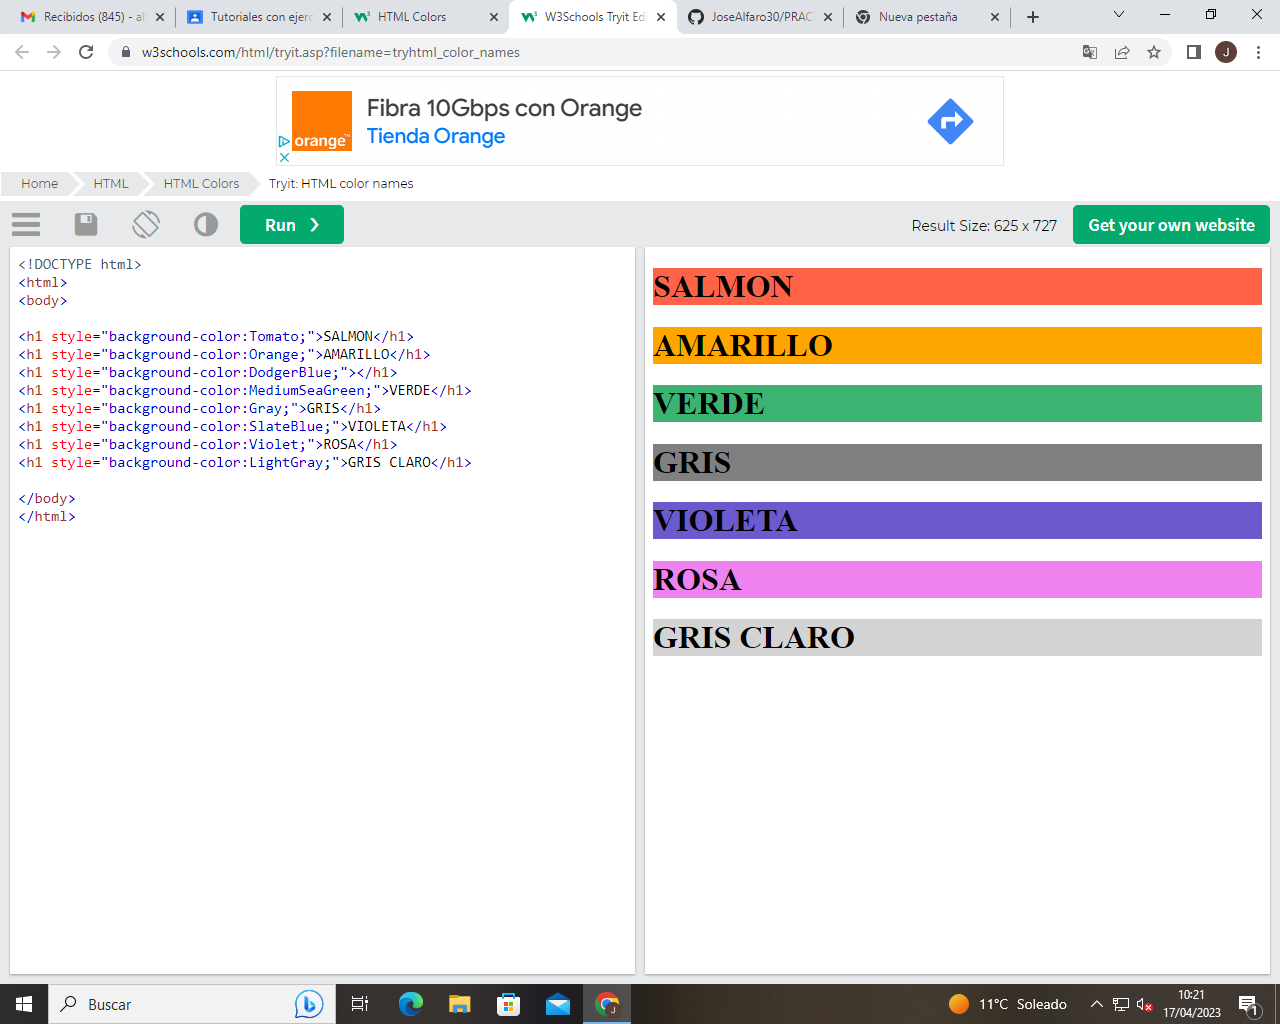 Recibidos (845) - al
Tutoriales con ejerc
HTML Colors
W3Schools Tryit Edi
JoseAlfaro30/PRAC
Nueva pestaña
w3schools.com/html/tryit.asp?filename=tryhtml_color_names
J
orange™
Fibra 10Gbps con Orange
Tienda Orange
Home
HTML
HTML Colors
Tryit: HTML color names
Run ❯
Result Size: 625 x 727
Get your own website
<!DOCTYPE html>
<html>
<body>
<h1 style="background-color:Tomato;">SALMON</h1>
<h1 style="background-color:Orange;">AMARILLO</h1>
<h1 style="background-color:DodgerBlue;"></h1>
<h1 style="background-color:MediumSeaGreen;">VERDE</h1>
<h1 style="background-color:Gray;">GRIS</h1>
<h1 style="background-color:SlateBlue;">VIOLETA</h1>
<h1 style="background-color:Violet;">ROSA</h1>
<h1 style="background-color:LightGray;">GRIS CLARO</h1>
</body>
</html>
SALMON
AMARILLO
VERDE
GRIS
VIOLETA
ROSA
GRIS CLARO
Buscar
J
11°C Soleado
10:21
17/04/2023
1